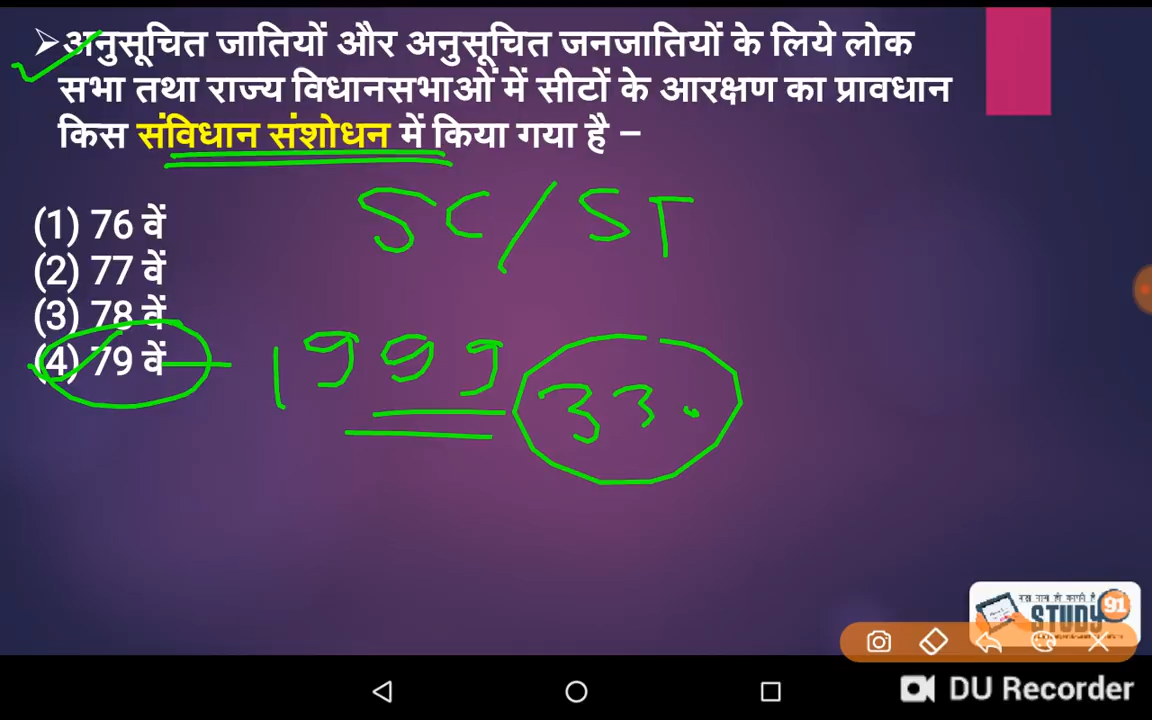 अनुसूचित जातियों और अनुसूचित जनजातियों के लिये लोक
सभा तथा राज्य विधानसभाओं में सीटों के आरक्षण का प्रावधान
किस संविधान संशोधन में किया गया है –
SC/ST
(1) 76 वें
(2) 77 वें
(3) 78 वें
(4) 79 वें
1999 33.
STUDY 91
DU Recorder